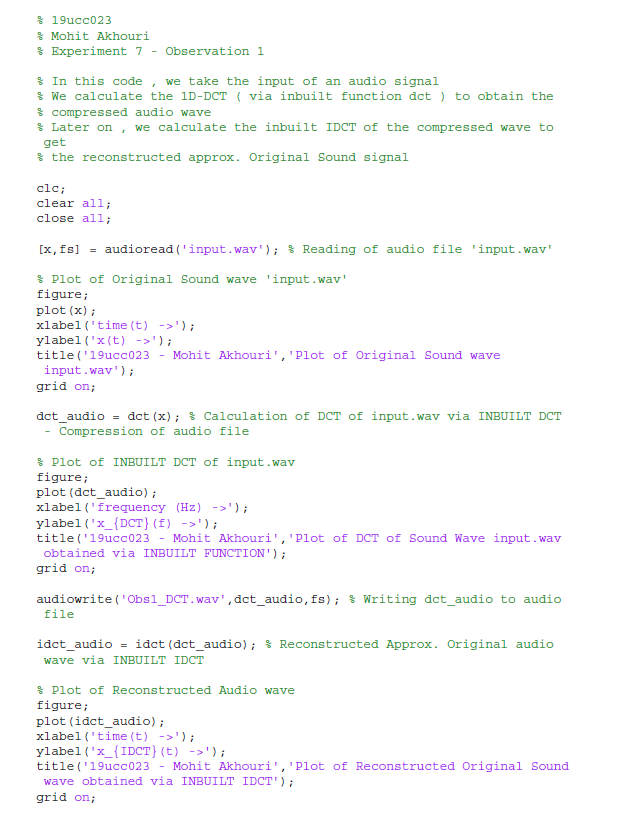 % 19ucc023
% Mohit Akhouri
% Experiment 7 - Observation 1
% In this code , we take the input of an audio signal
% We calculate the 1D-DCT ( via inbuilt function dct ) to obtain the
% compressed audio wave
% Later on , we calculate the inbuilt IDCT of the compressed wave to
get
% the reconstructed approx. Original Sound signal
clc;
clear all;
close all;
[x,fs] = audioread('input.wav'); % Reading of audio file 'input.wav'
% Plot of Original Sound wave 'input.wav'
figure;
plot(x);
xlabel('time(t) ->');
ylabel('x(t) ->');
title('19ucc023 - Mohit Akhouri','Plot of Original Sound wave
input.wav');
grid on;
dct_audio = dct(x); % Calculation of DCT of input.wav via INBUILT DCT
- Compression of audio file
% Plot of INBUILT DCT of input.wav
figure;
plot(dct_audio);
xlabel('frequency (Hz) ->');
ylabel('x_{DCT}(f) ->');
title('19ucc023 - Mohit Akhouri','Plot of DCT of Sound Wave input.wav
obtained via INBUILT FUNCTION');
grid on;
audiowrite('Obs1_DCT.wav',dct_audio,fs); % Writing dct_audio to audio
file
idct_audio = idct(dct_audio); % Reconstructed Approx. Original audio
wave via INBUILT IDCT
% Plot of Reconstructed Audio wave
figure;
plot(idct_audio);
xlabel('time(t) ->');
ylabel('x_{IDCT}(t) ->');
title('19ucc023 - Mohit Akhouri','Plot of Reconstructed Original Sound
wave obtained via INBUILT IDCT');
grid on;